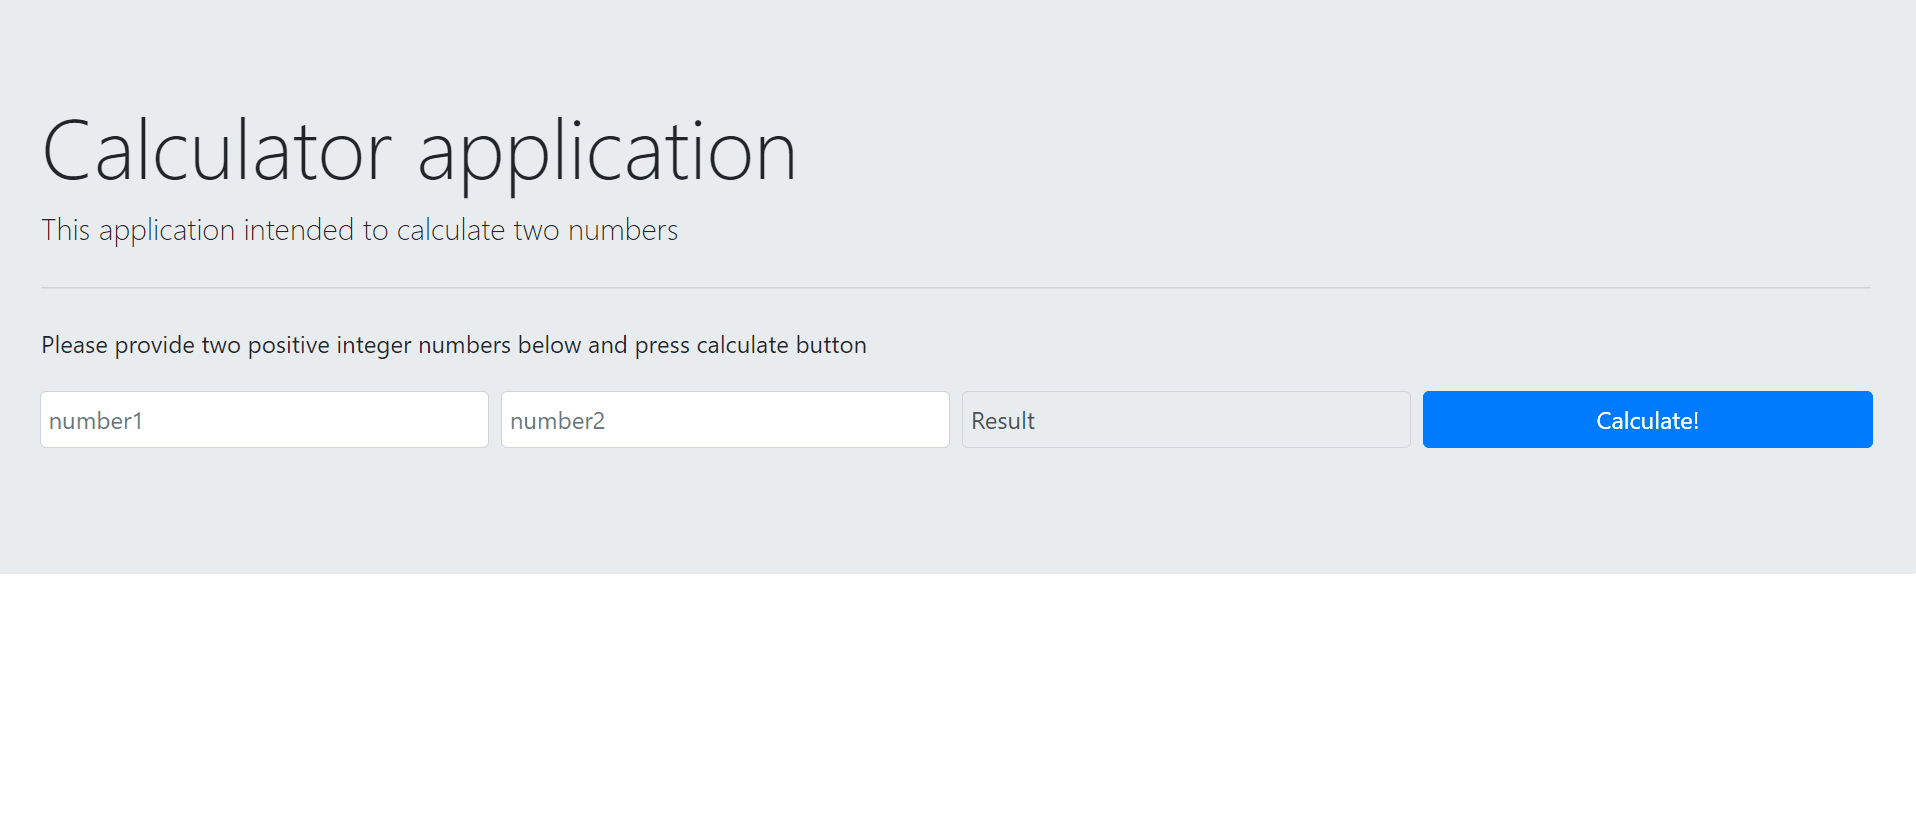 Calculator application
This application intended to calculate two numbers
Please provide two positive integer numbers below and press calculate button
number1 number2 Result Calculate!